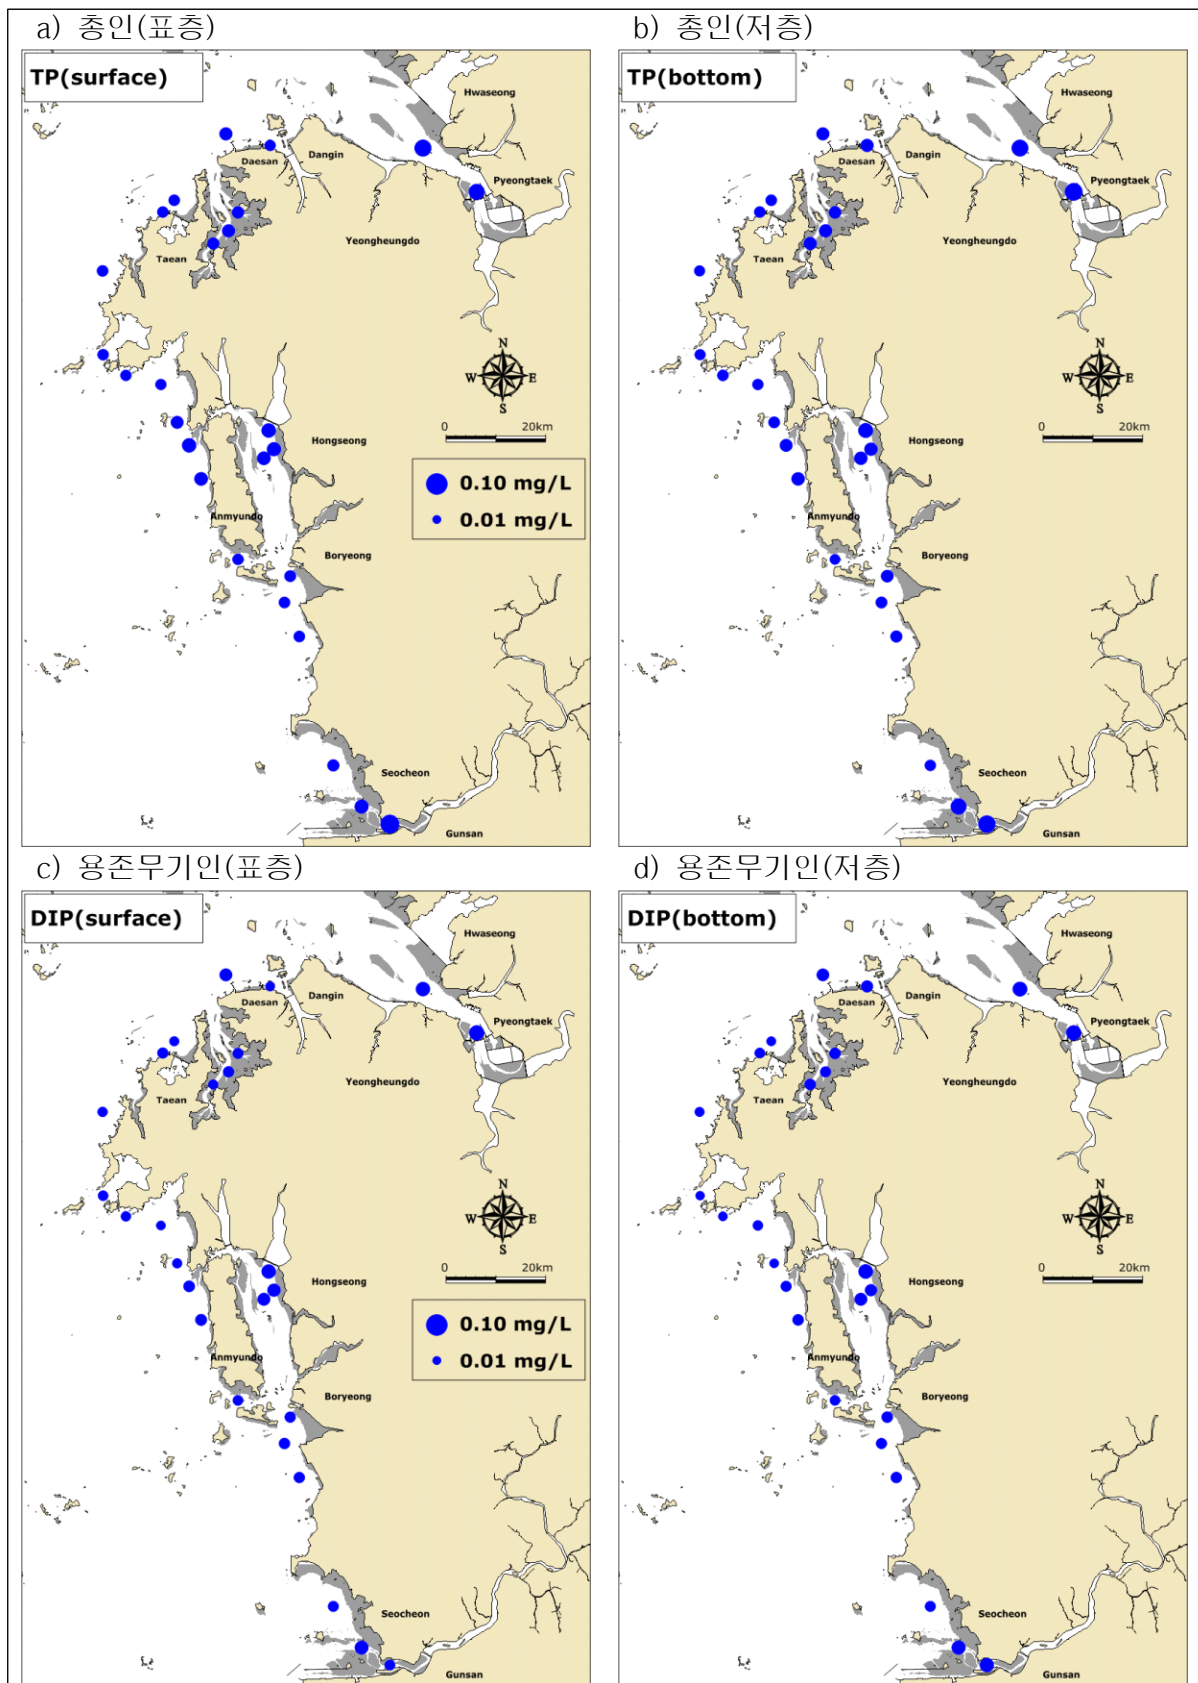 a) 총인(표층)
TP(surface)
Hwaseong
Daesan
Dangin
Pyeongtaek
Yeongheungdo
Taean
N
W E
S
0 20km
Hongseong
0.10 mg/L
0.01 mg/L
Anmyundo
Boryeong
Seocheon
Gunsan
b) 총인(저층)
TP(bottom)
Hwaseong
Daesan
Dangin
Pyeongtaek
Yeongheungdo
Taean
N
W E
S
0 20km
Hongseong
Anmyundo
Boryeong
Seocheon
Gunsan
c) 용존무기인(표층)
DIP(surface)
Hwaseong
Daesan
Dangin
Pyeongtaek
Yeongheungdo
Taean
N
W E
S
0 20km
Hongseong
0.10 mg/L
0.01 mg/L
Anmyundo
Boryeong
Seocheon
Gunsan
d) 용존무기인(저층)
DIP(bottom)
Hwaseong
Daesan
Dangin
Pyeongtaek
Yeongheungdo
Taean
N
W E
S
0 20km
Hongseong
Anmyundo
Boryeong
Seocheon
Gunsan